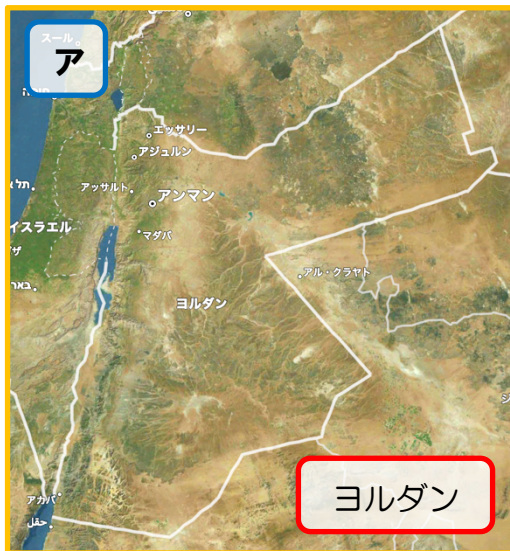 スール
ア
エッサリー
アジュルン
アッサルト
アンマン
イスラエル
マダバ
アル・クラヤト
ヨルダン
アカバ
حقل
ヨルダン